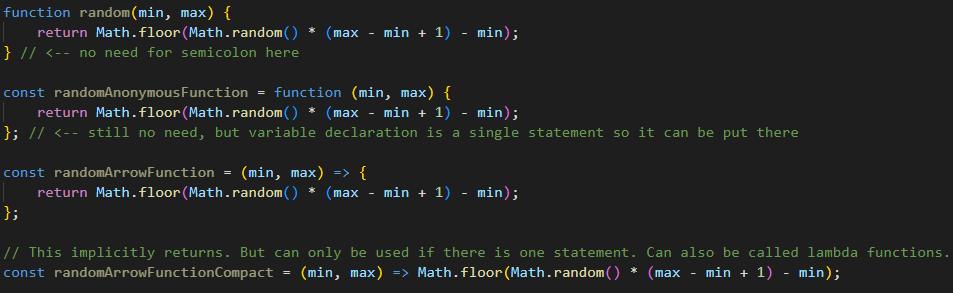 function random(min, max) {
    return Math.floor(Math.random() * (max - min + 1) - min);
} // <-- no need for semicolon here

const randomAnonymousFunction = function (min, max) {
    return Math.floor(Math.random() * (max - min + 1) - min);
}; // <-- still no need, but variable declaration is a single statement so it can be put there

const randomArrowFunction = (min, max) => {
    return Math.floor(Math.random() * (max - min + 1) - min);
};

// This implicitly returns. But can only be used if there is one statement. Can also be called lambda functions.
const randomArrowFunctionCompact = (min, max) => Math.floor(Math.random() * (max - min + 1) - min);